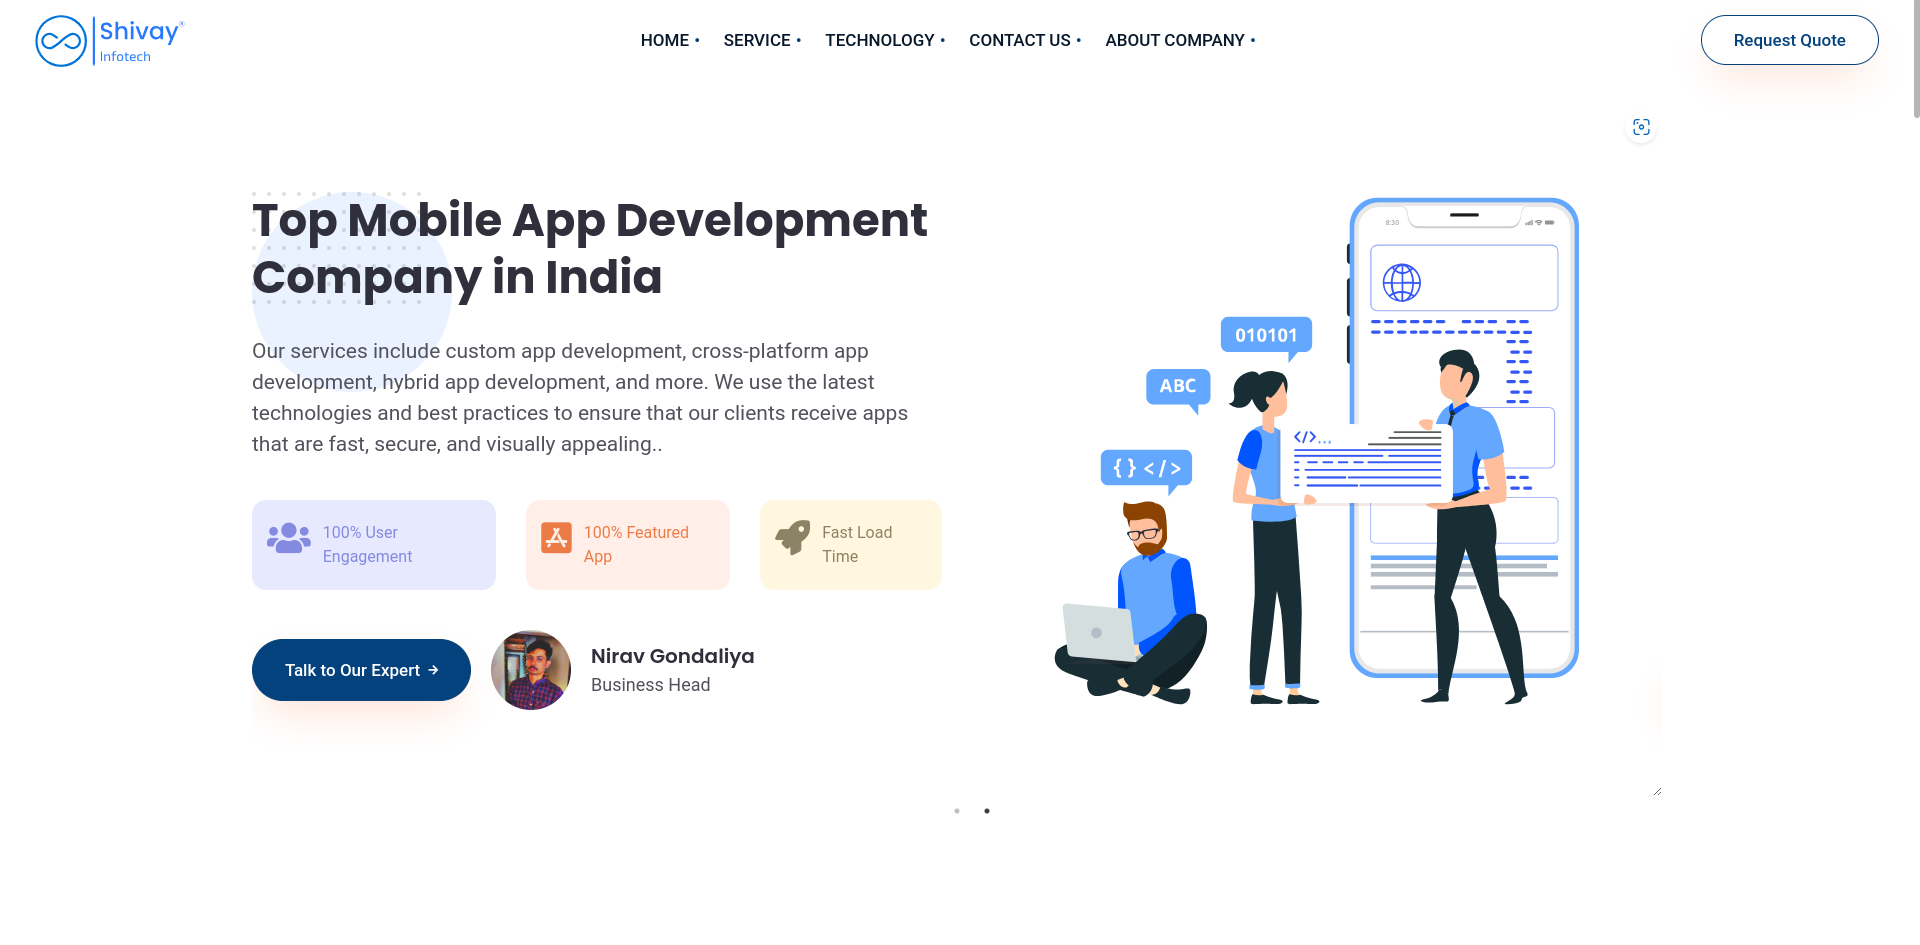 Shivay®
Infotech
HOME • SERVICE • TECHNOLOGY • CONTACT US • ABOUT COMPANY •
Request Quote
Top Mobile App Development
Company in India
Our services include custom app development, cross-platform app
development, hybrid app development, and more. We use the latest
technologies and best practices to ensure that our clients receive apps
that are fast, secure, and visually appealing..
100% User
Engagement
100% Featured
App
Fast Load
Time
Talk to Our Expert →
Nirav Gondaliya
Business Head
8:30
010101
ABC
</>...
{ } </>